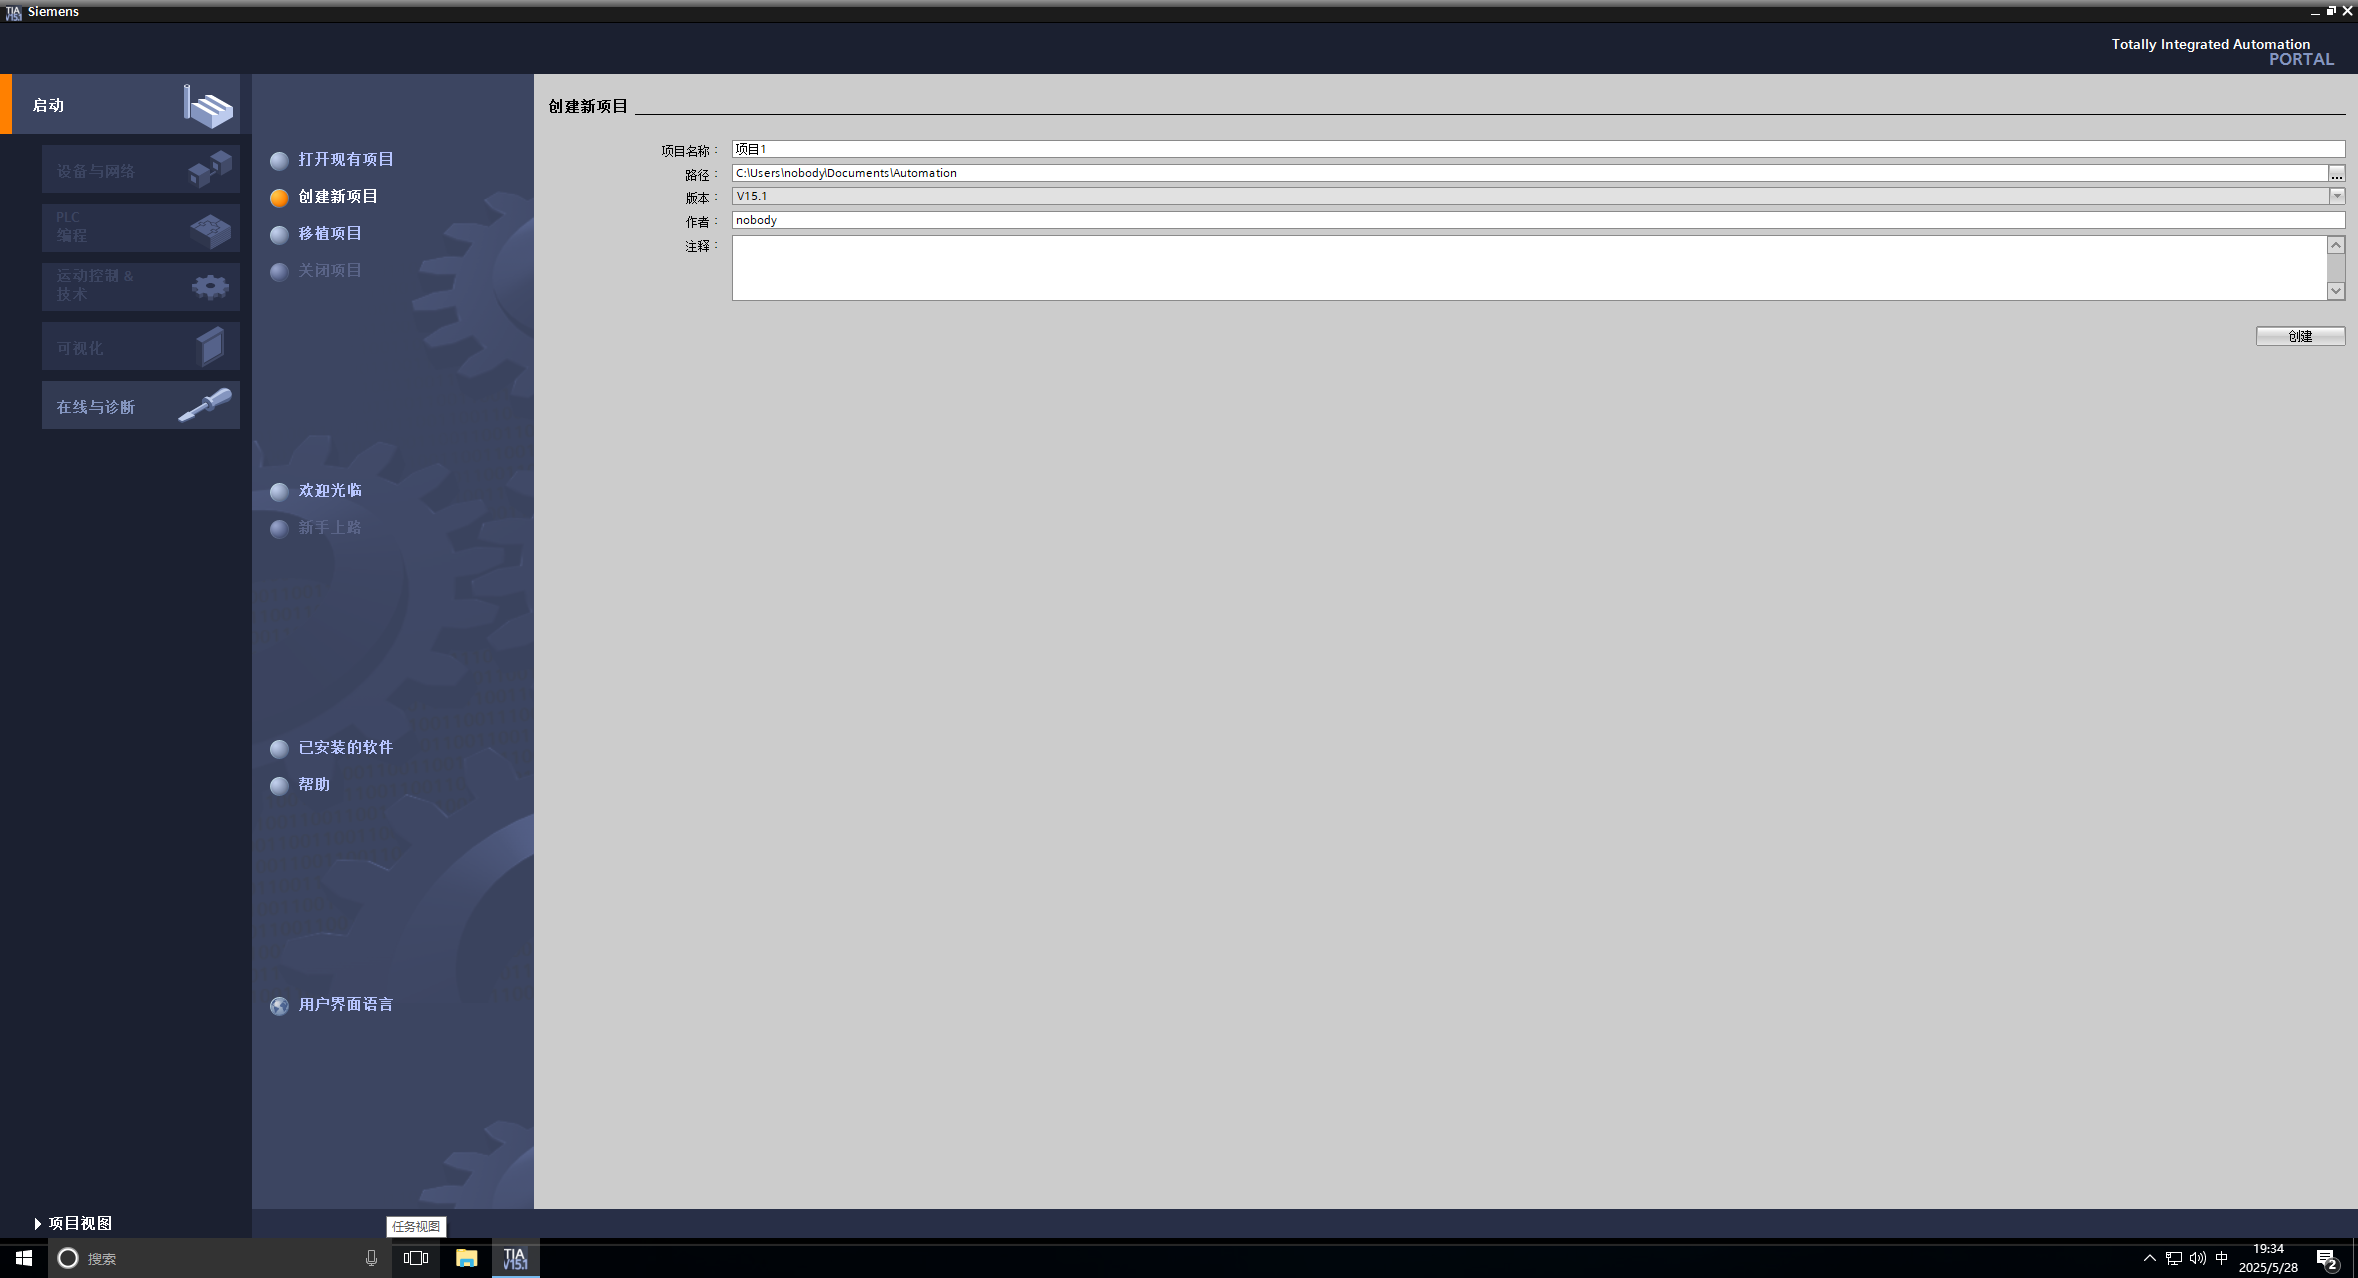 Siemens
Totally Integrated Automation
PORTAL
启动
设备与网络
PLC
编程
运动控制 &
技术
可视化
在线与诊断
打开现有项目
创建新项目
移植项目
关闭项目
欢迎光临
新手上路
已安装的软件
帮助
用户界面语言
创建新项目
项目名称：
项目1
路径：
C:\Users\nobody\Documents\Automation
...
版本：
V15.1
作者：
nobody
注释：
创建
项目视图
任务视图
搜索
TIA
V15.1
中
19:34
2025/5/28
2